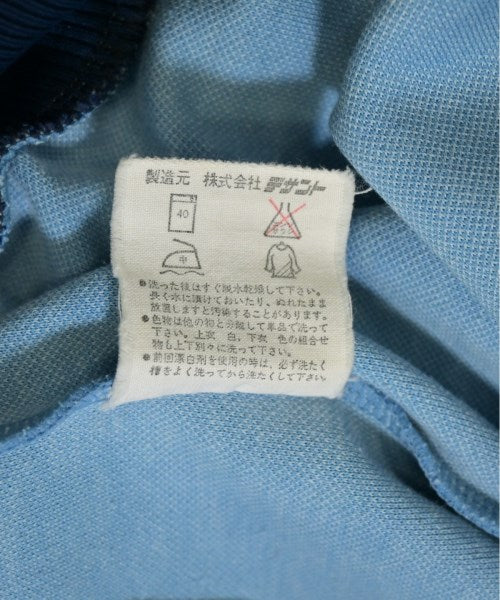 製造元 株式会社デサント
40
エンソ
中
●洗った後はすぐ脱水乾燥して下さい。
長く水に漬けておいたり、ぬれたまま
放置しますと汚染することがあります。
●色物は他の物と分離して単色で洗って
下さい。上衣 白、下衣 色の組合せ
物も上下別々に洗って下さい。
●前回漂白剤を使用の時は、必ず洗たく
槽をよく洗ってから洗たくして下さい。